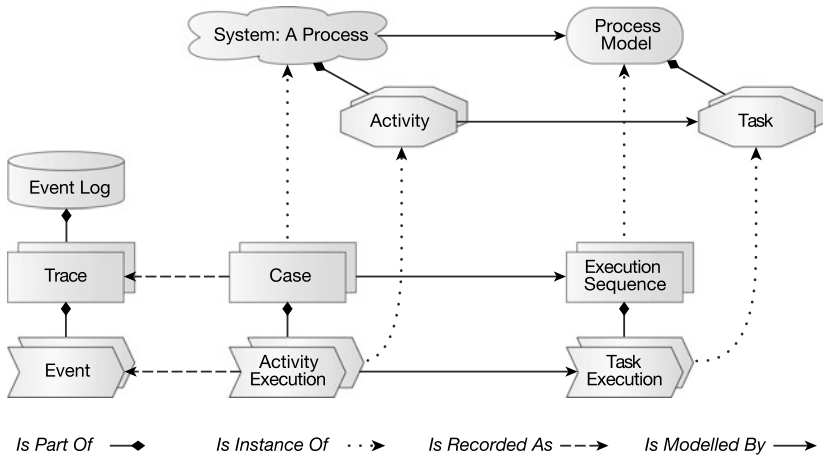 System: A Process
Process
Model
Activity
Task
Event Log
Trace
Case
Execution
Sequence
Event
Activity
Execution
Task
Execution
Is Part Of
Is Instance Of
Is Recorded As
Is Modelled By